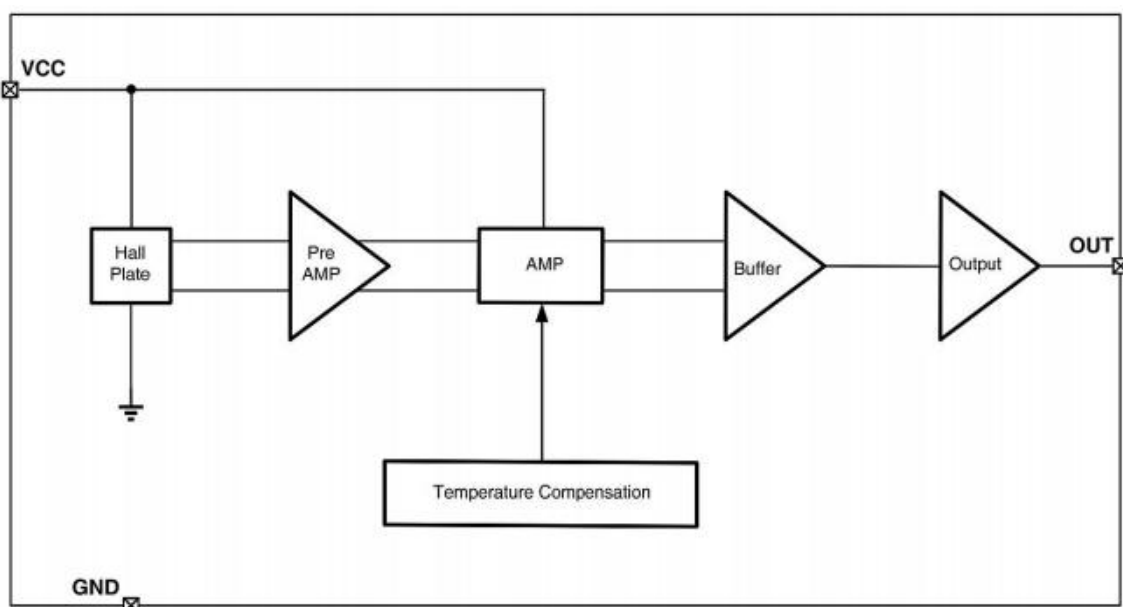 VCC
Hall
Plate
Pre
AMP
AMP
Buffer
Output
OUT
Temperature Compensation
GND